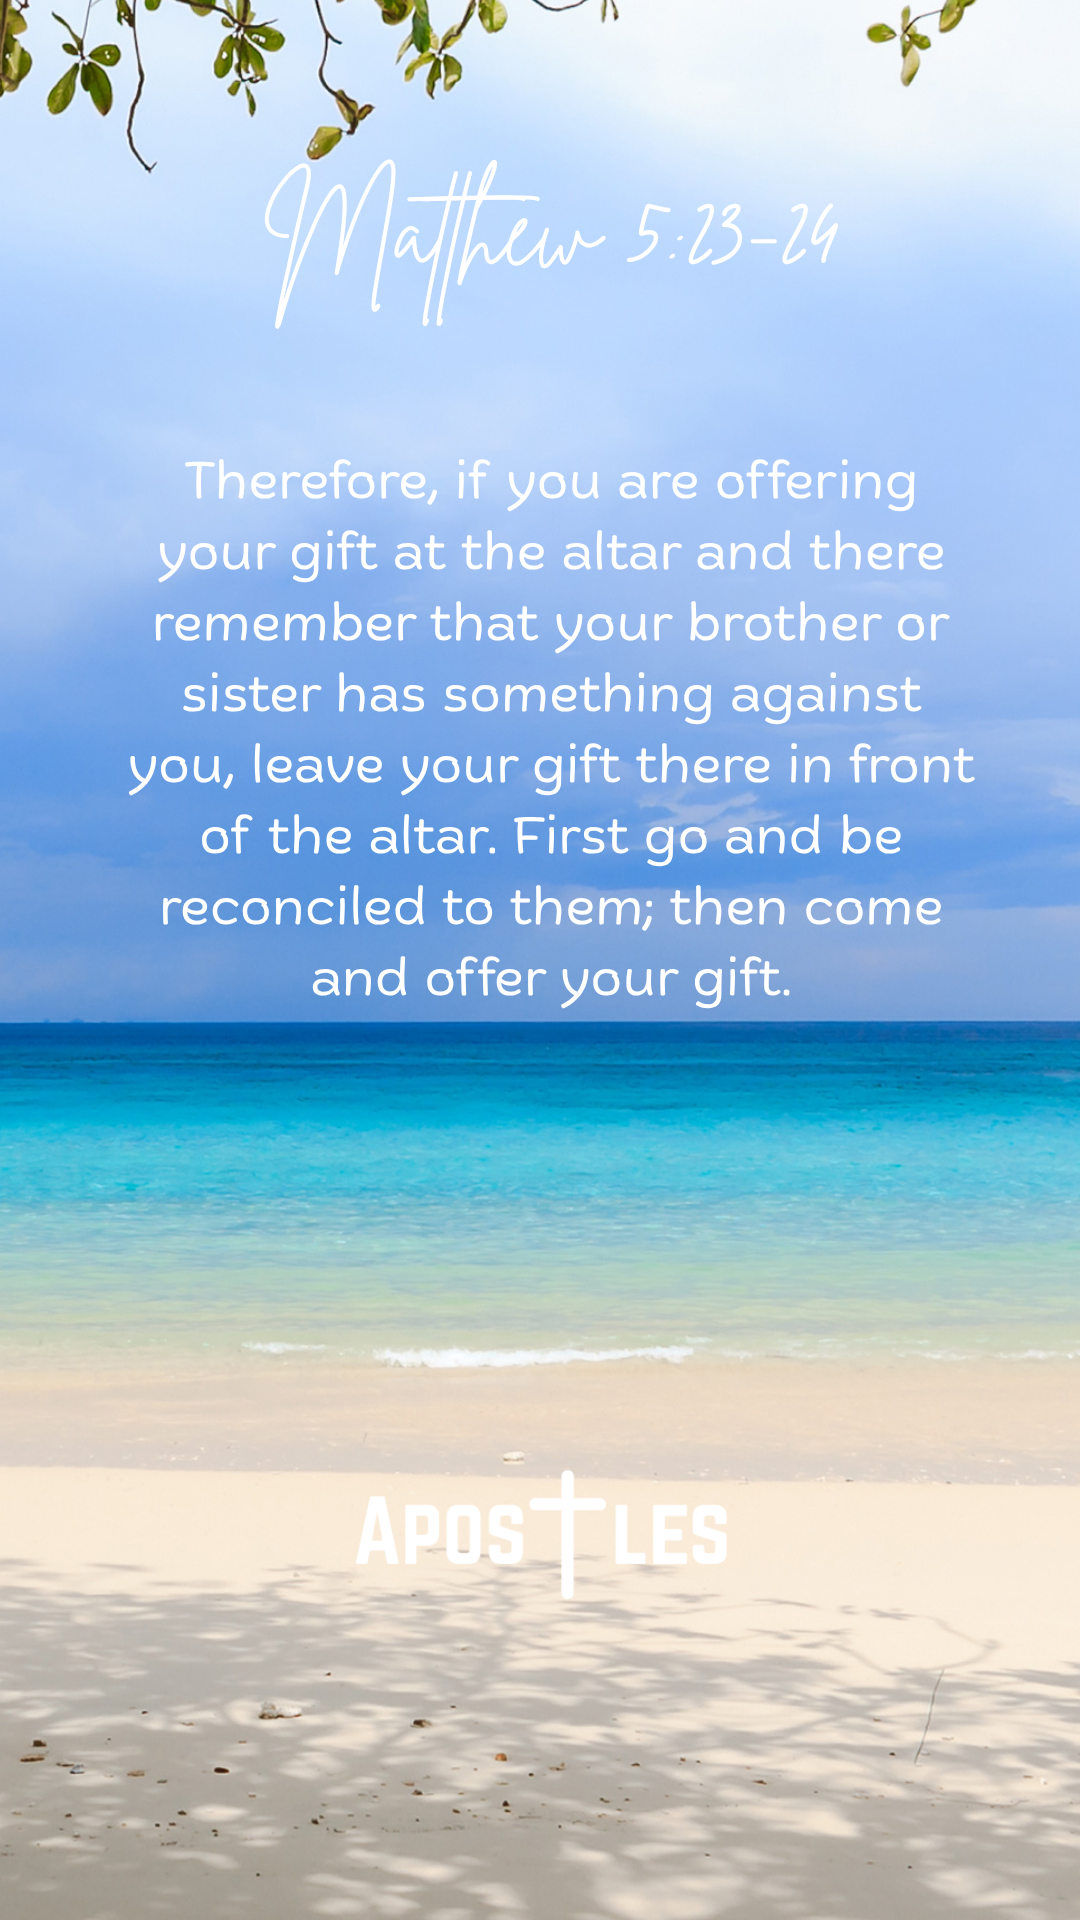 Matthew 5:23-24
Therefore, if you are offering
your gift at the altar and there
remember that your brother or
sister has something against
you, leave your gift there in front
of the altar. First go and be
reconciled to them; then come
and offer your gift.
APOSTLES